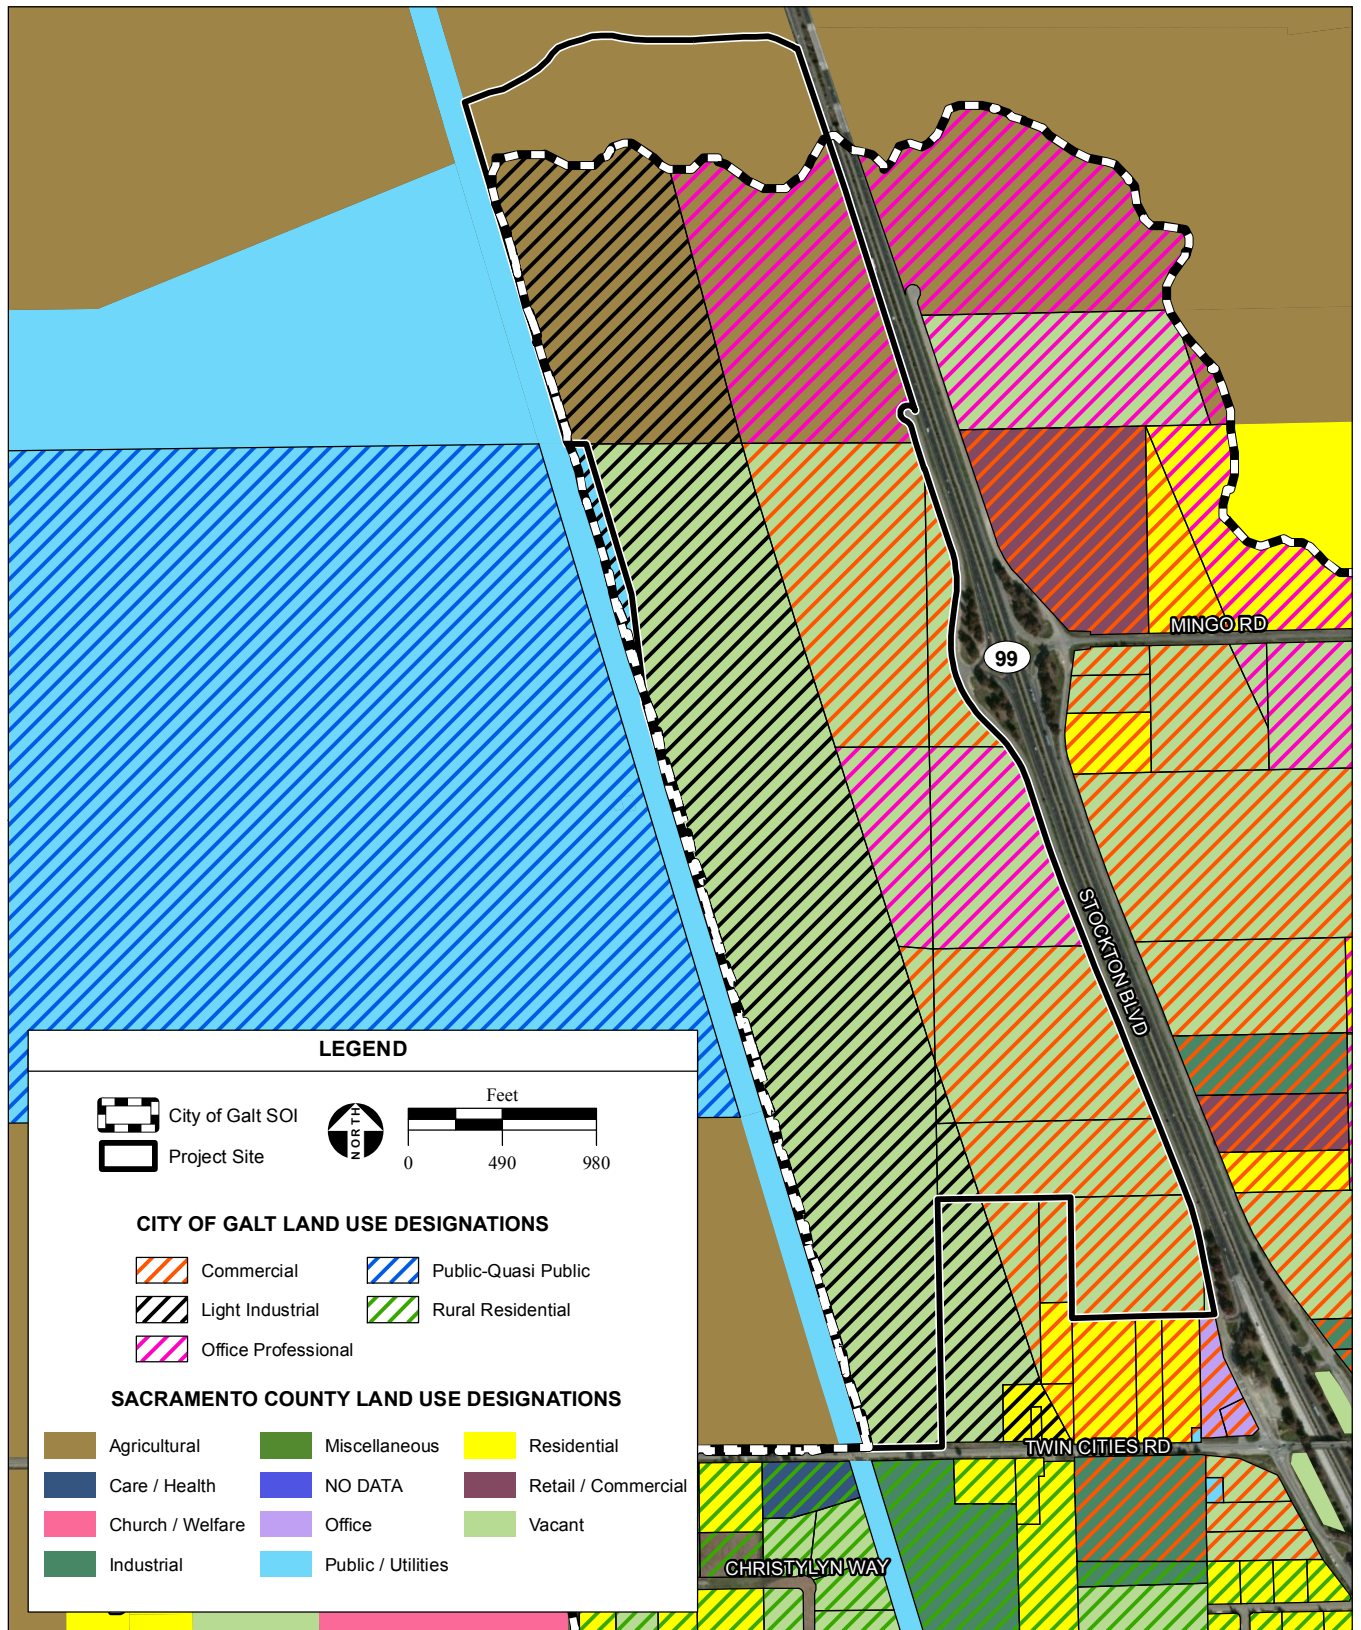 MINGO RD
99
STOCKTON BLVD
LEGEND
City of Galt SOI
Project Site
NORTH
Feet
0 490 980
CITY OF GALT LAND USE DESIGNATIONS
Commercial
Public-Quasi Public
Light Industrial
Rural Residential
Office Professional
SACRAMENTO COUNTY LAND USE DESIGNATIONS
Agricultural
Miscellaneous
Residential
Care / Health
NO DATA
Retail / Commercial
Church / Welfare
Office
Vacant
Industrial
Public / Utilities
TWIN CITIES RD
CHRISTYLYN WAY